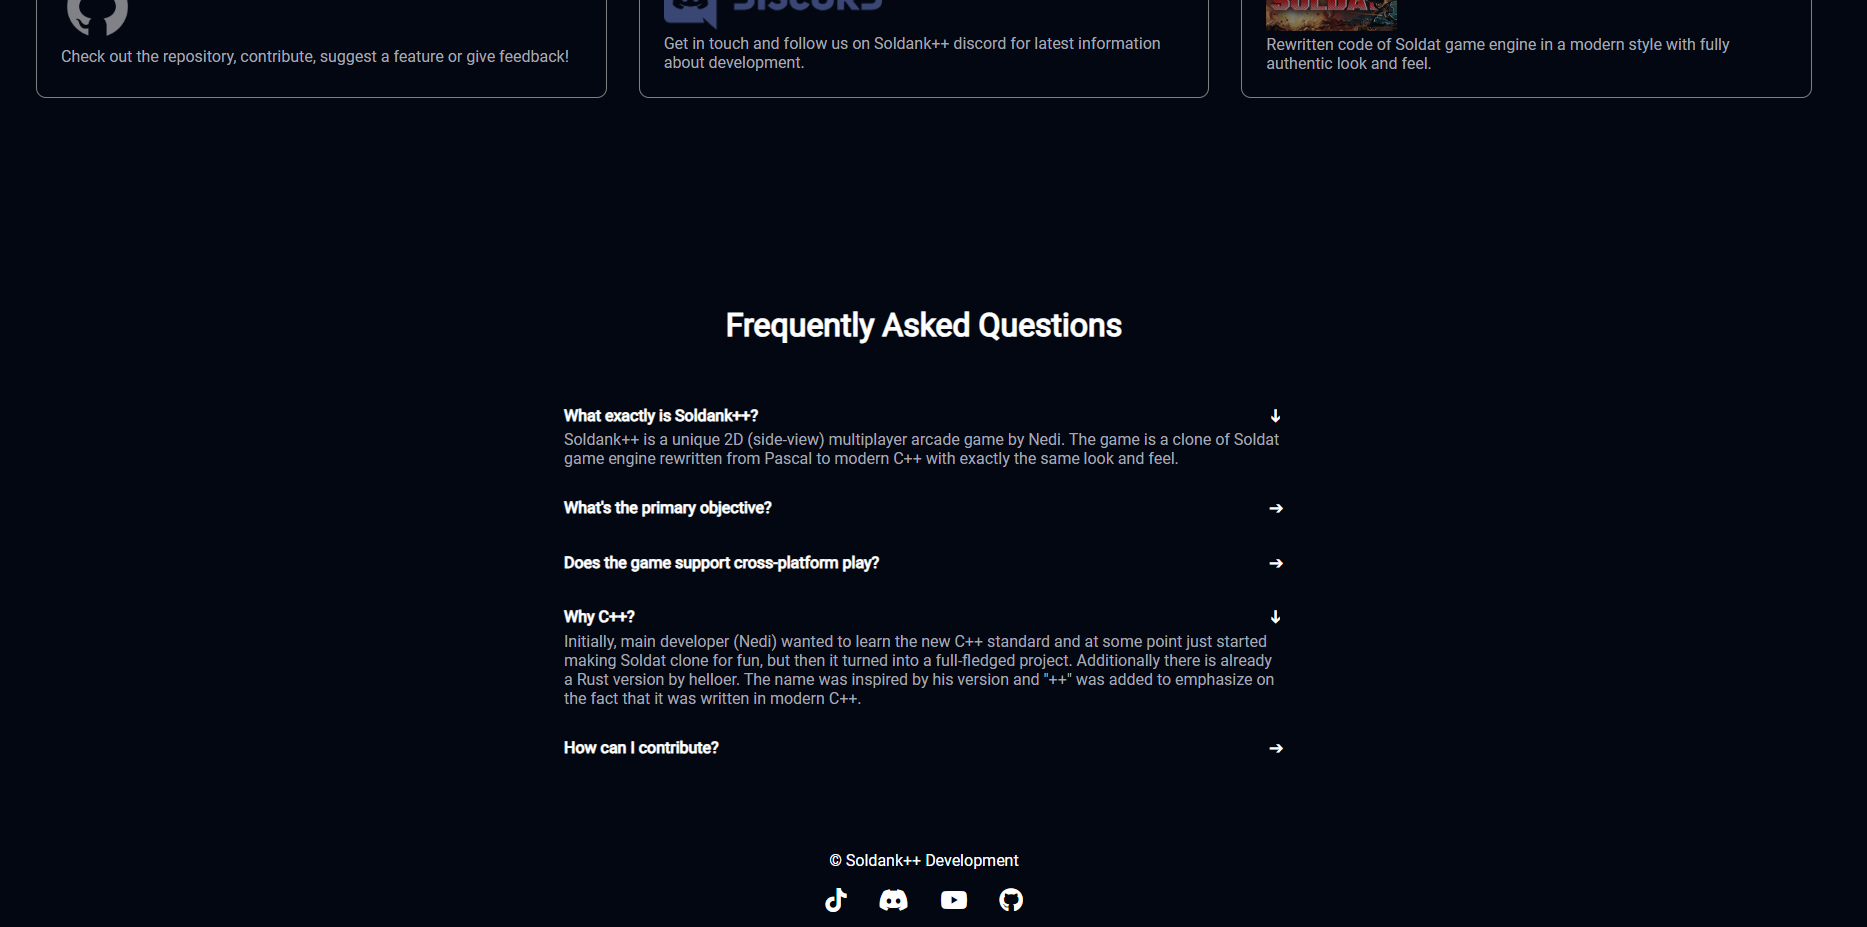 DISCORD
SOLDAT
Check out the repository, contribute, suggest a feature or give feedback!
Get in touch and follow us on Soldank++ discord for latest information
about development.
Rewritten code of Soldat game engine in a modern style with fully
authentic look and feel.
Frequently Asked Questions
What exactly is Soldank++?
Soldank++ is a unique 2D (side-view) multiplayer arcade game by Nedi. The game is a clone of Soldat
game engine rewritten from Pascal to modern C++ with exactly the same look and feel.
What's the primary objective?
Does the game support cross-platform play?
Why C++?
Initially, main developer (Nedi) wanted to learn the new C++ standard and at some point just started
making Soldat clone for fun, but then it turned into a full-fledged project. Additionally there is already
a Rust version by helloer. The name was inspired by his version and "++" was added to emphasize on
the fact that it was written in modern C++.
How can I contribute?
© Soldank++ Development